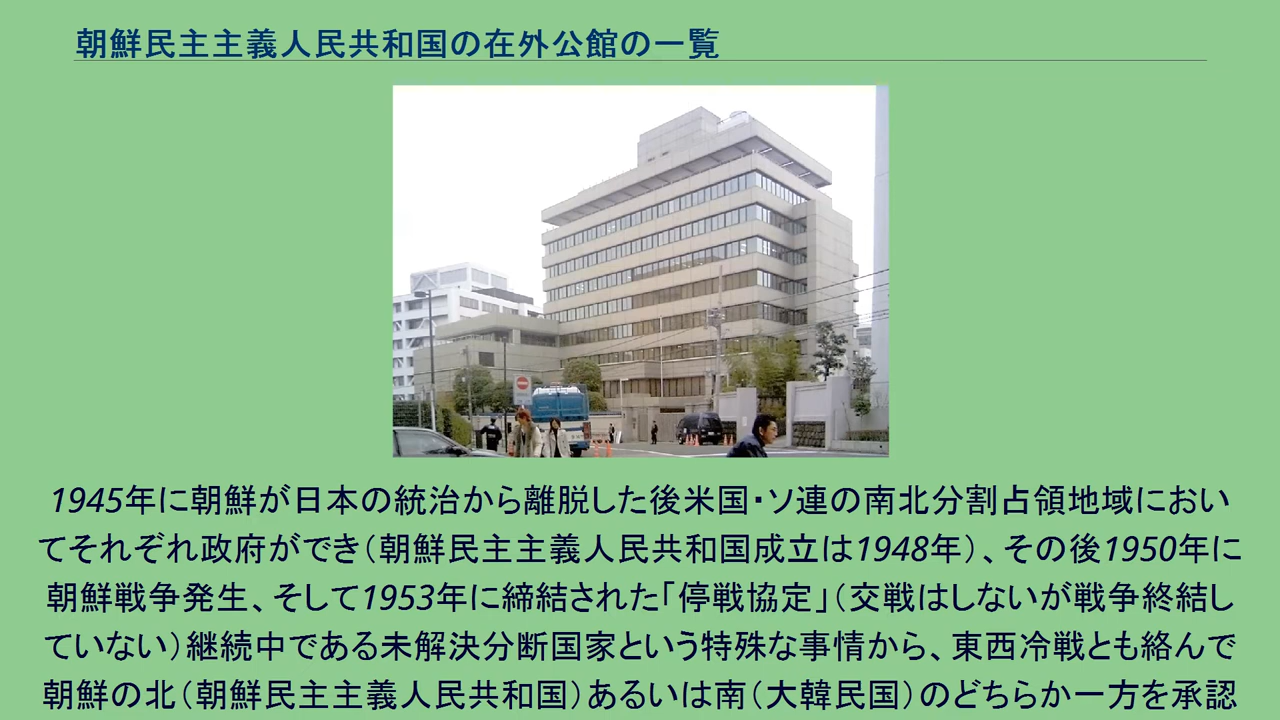 朝鮮民主主義人民共和国の在外公館の一覧
1945年に朝鮮が日本の統治から離脱した後米国・ソ連の南北分割占領地域におい
てそれぞれ政府ができ（朝鮮民主主義人民共和国成立は1948年）、その後1950年に
朝鮮戦争発生、そして1953年に締結された「停戦協定」（交戦はしないが戦争終結し
ていない）継続中である未解決分断国家という特殊な事情から、東西冷戦とも絡んで
朝鮮の北（朝鮮民主主義人民共和国）あるいは南（大韓民国）のどちらか一方を承認